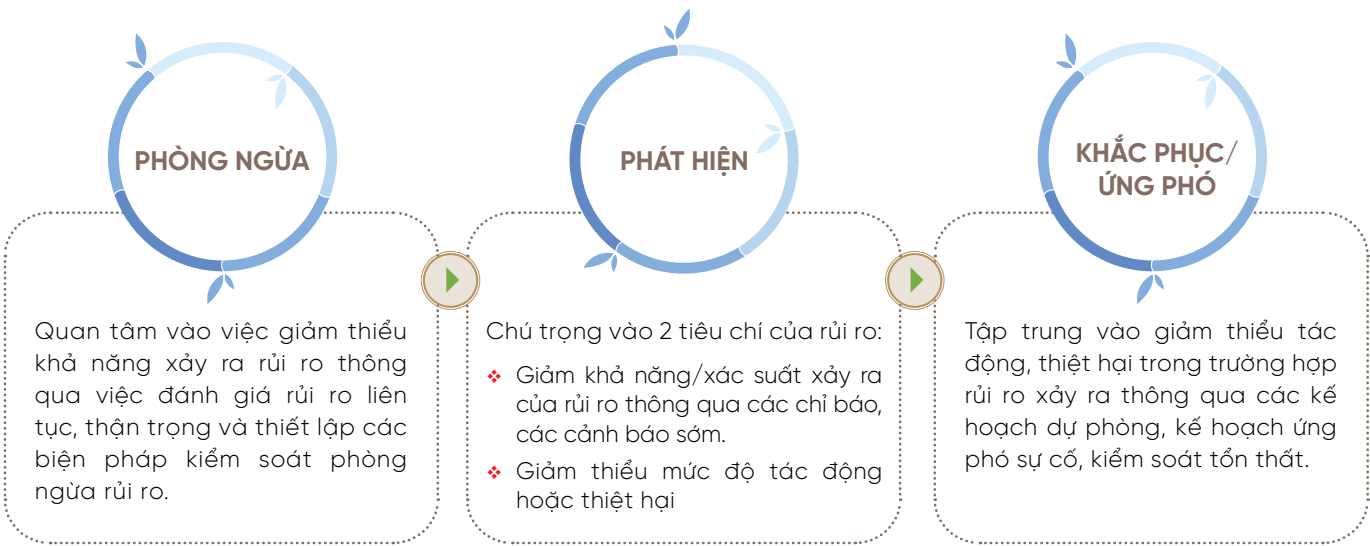 PHÒNG NGỪA
Quan tâm vào việc giảm thiểu
khả năng xảy ra rủi ro thông
qua việc đánh giá rủi ro liên
tục, thận trọng và thiết lập các
biện pháp kiểm soát phòng
ngừa rủi ro.
PHÁT HIỆN
Chú trọng vào 2 tiêu chí của rủi ro:
Giảm khả năng/xác suất xảy ra
của rủi ro thông qua các chỉ báo,
các cảnh báo sớm.
Giảm thiểu mức độ tác động
hoặc thiệt hại
KHẮC PHỤC/
ỨNG PHÓ
Tập trung vào giảm thiểu tác
động, thiệt hại trong trường hợp
rủi ro xảy ra thông qua các kế
hoạch dự phòng, kế hoạch ứng
phó sự cố, kiểm soát tổn thất.